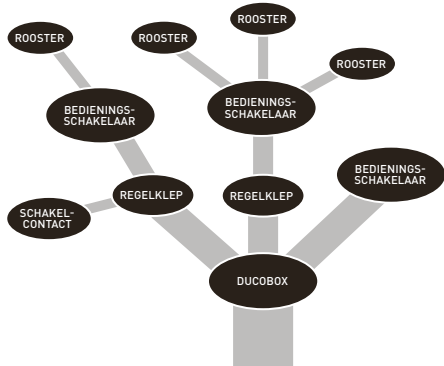 ROOSTER
ROOSTER
ROOSTER
ROOSTER
BEDIENINGS-
SCHAKELAAR
BEDIENINGS-
SCHAKELAAR
BEDIENINGS-
SCHAKELAAR
REGELKLEP
REGELKLEP
SCHAKEL-
CONTACT
DUCOBOX